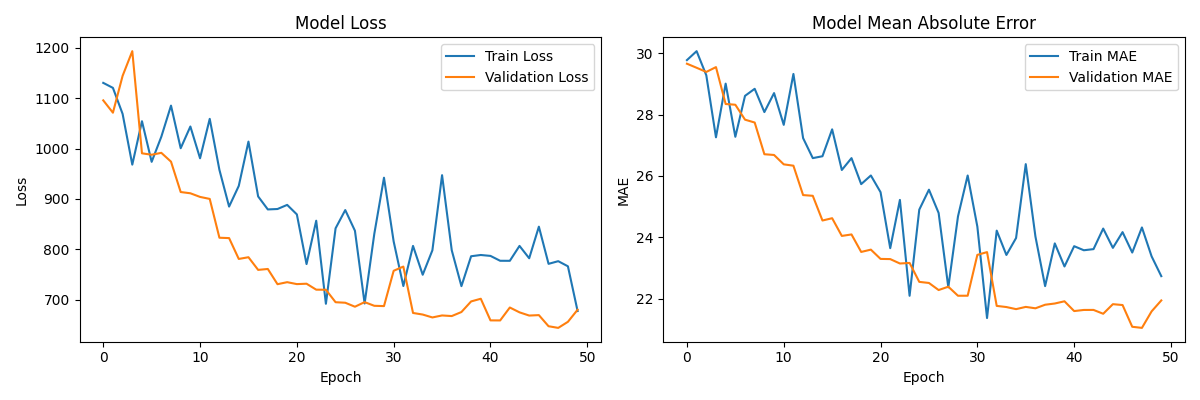 Model Loss
1200
1100
1000
900
800
700
Loss
0
10
20
30
40
50
Epoch
Train Loss
Validation Loss
Model Mean Absolute Error
30
28
26
24
22
MAE
0
10
20
30
40
50
Epoch
Train MAE
Validation MAE